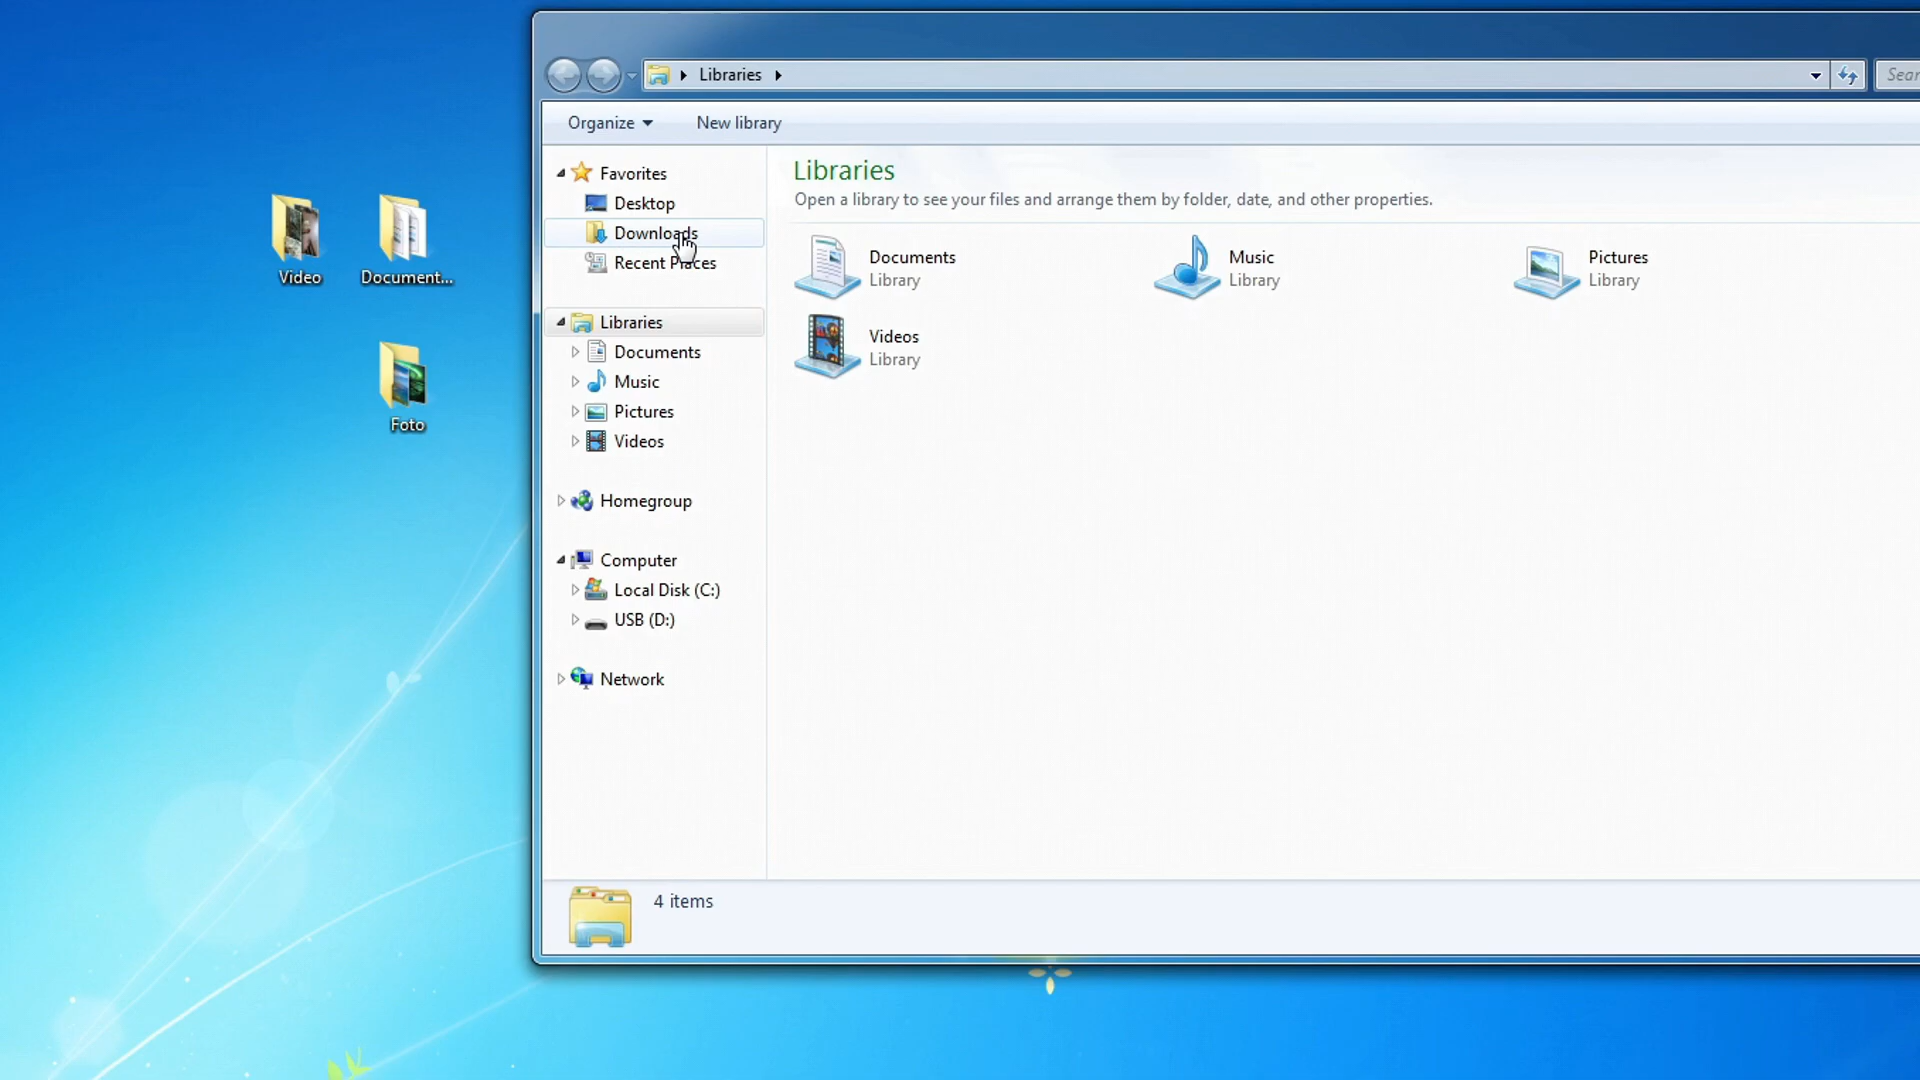 Libraries
Sear
Organize
New library
Favorites
Desktop
Downloads
Recent Places
Libraries
Documents
Music
Pictures
Videos
Homegroup
Computer
Local Disk (C:)
USB (D:)
Network
Libraries
Open a library to see your files and arrange them by folder, date, and other properties.
Documents
Library
Music
Library
Pictures
Library
Videos
Library
4 items
Video
Document...
Foto